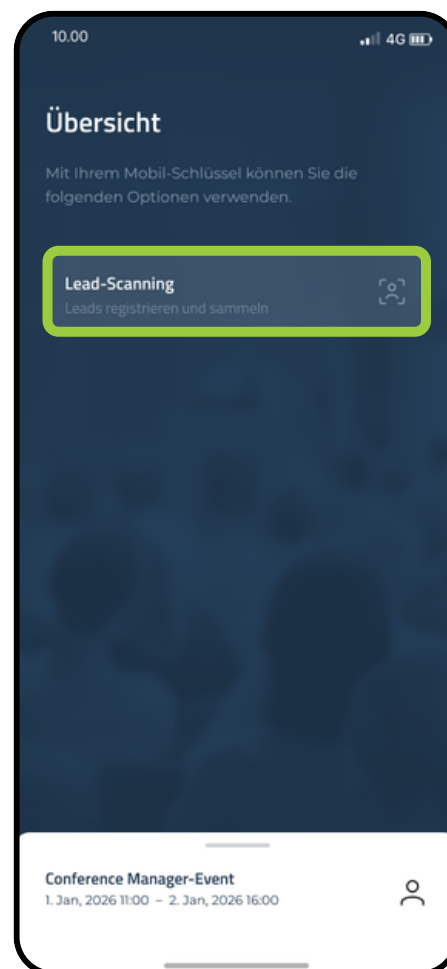 10.00
4G
Übersicht
Mit Ihrem Mobil-Schlüssel können Sie die
folgenden Optionen verwenden.
Lead-Scanning
Leads registrieren und sammeln
Conference Manager-Event
1. Jan, 2026 11:00 – 2. Jan, 2026 16:00